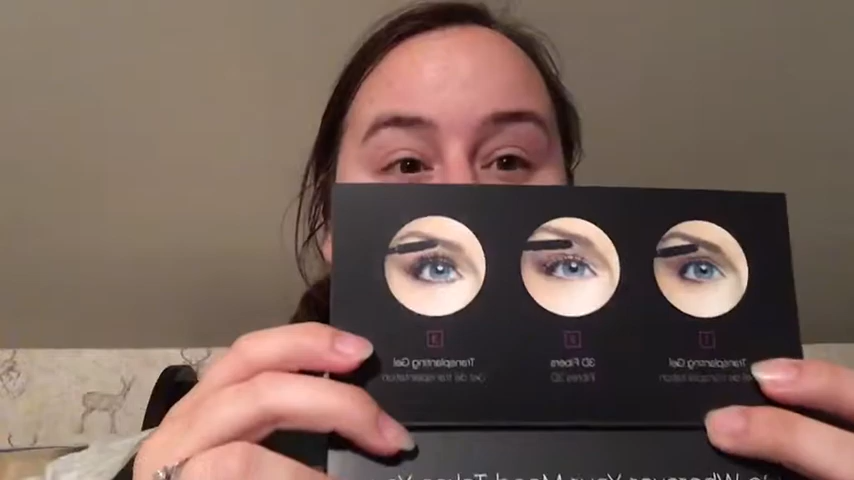 1
Transplanting Gel
Gel de transplantation
2
3D Fibers
Fibres 3D
3
Transplanting Gel
Gel de transplantation
Wherever Your Mood Takes